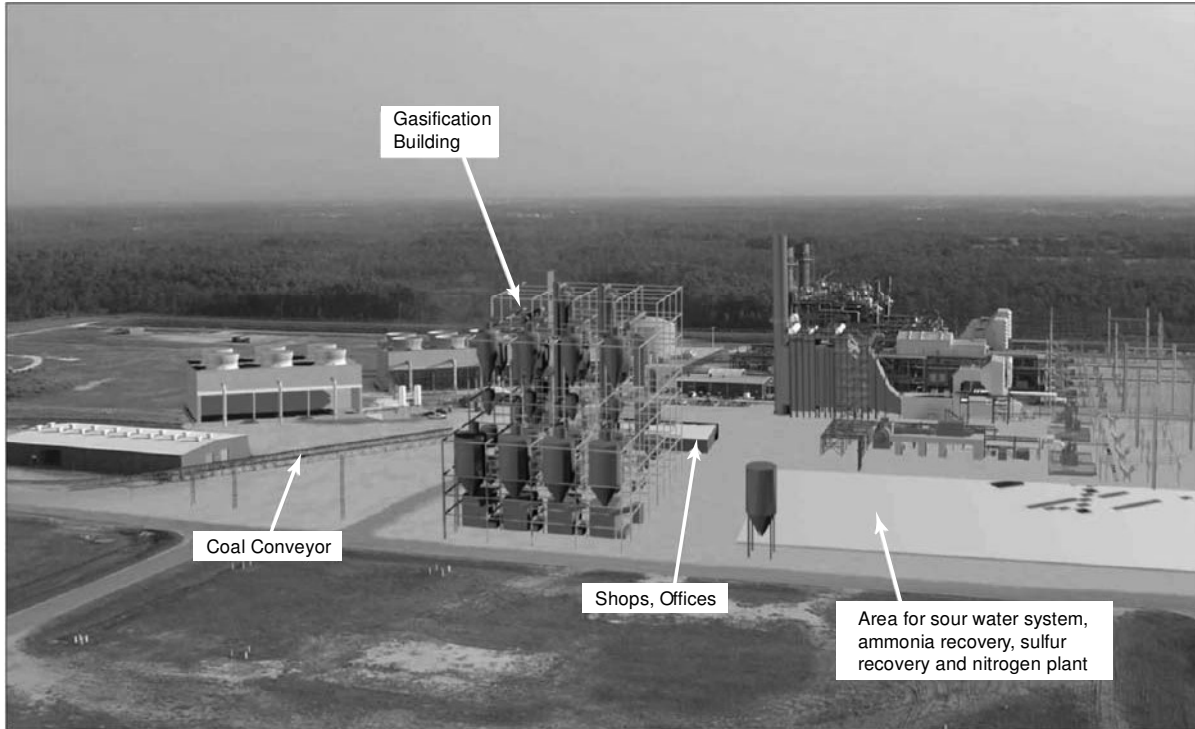 Gasification
Building
Coal Conveyor
Shops, Offices
Area for sour water system,
ammonia recovery, sulfur
recovery and nitrogen plant